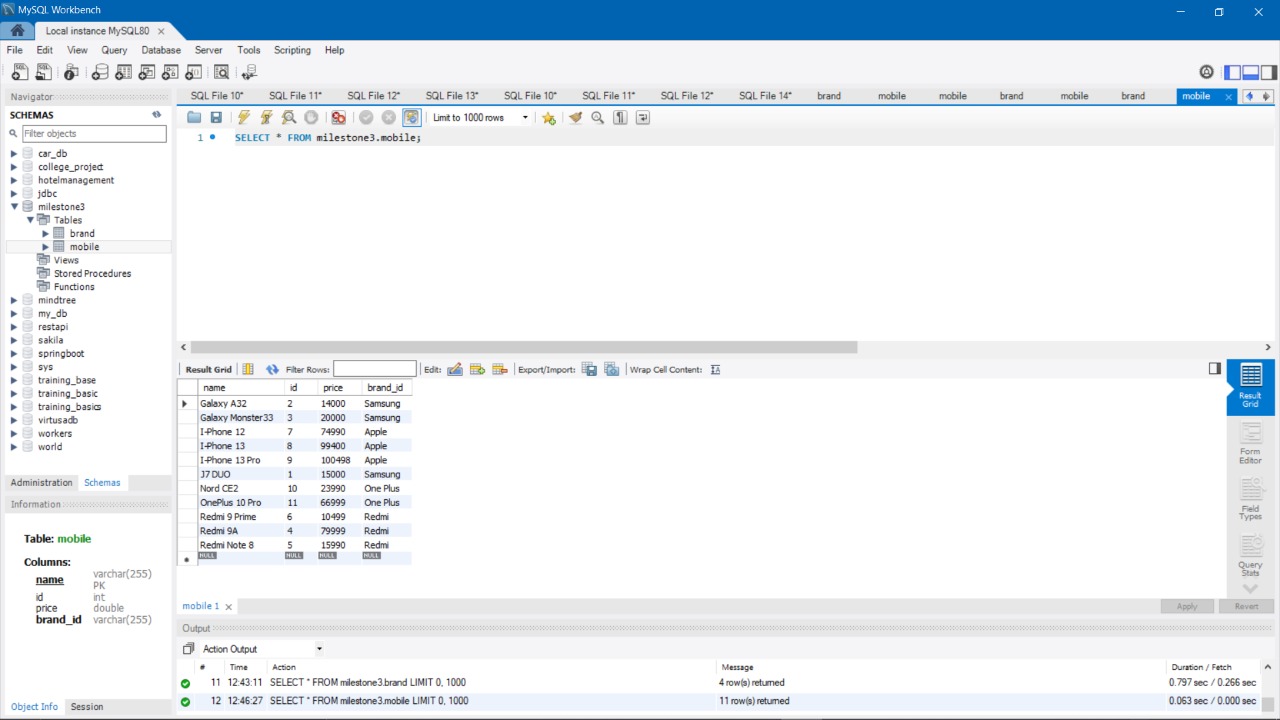 MySQL Workbench
Local instance MySQL80
File Edit View Query Database Server Tools Scripting Help
Navigator
SCHEMAS
Filter objects
car_db
college_project
hotelmanagement
jdbc
milestone3
Tables
brand
mobile
Views
Stored Procedures
Functions
mindtree
my_db
restapi
sakila
springboot
sys
training_base
training_basic
training_basics
virtusadb
workers
world
Administration Schemas
Information
Table: mobile
Columns:
name varchar(255) PK
id int
price double
brand_id varchar(255)
Object Info Session
SQL File 10* SQL File 11* SQL File 12* SQL File 13* SQL File 10* SQL File 11* SQL File 12* SQL File 14* brand mobile mobile brand mobile brand mobile
Limit to 1000 rows
1 SELECT * FROM milestone3.mobile;
Result Grid Filter Rows: Edit: Export/Import: Wrap Cell Content:
name id price brand_id
Galaxy A32 2 14000 Samsung
Galaxy Monster33 3 20000 Samsung
I-Phone 12 7 74990 Apple
I-Phone 13 8 99400 Apple
I-Phone 13 Pro 9 100498 Apple
J7 DUO 1 15000 Samsung
Nord CE2 10 23990 One Plus
OnePlus 10 Pro 11 66999 One Plus
Redmi 9 Prime 6 10499 Redmi
Redmi 9A 4 79999 Redmi
Redmi Note 8 5 15990 Redmi
NULL NULL NULL NULL
Result Grid
Form Editor
Field Types
Query Stats
mobile 1 Apply Revert
Output
Action Output
# Time Action Message Duration / Fetch
11 12:43:11 SELECT * FROM milestone3.brand LIMIT 0, 1000 4 row(s) returned 0.797 sec / 0.266 sec
12 12:46:27 SELECT * FROM milestone3.mobile LIMIT 0, 1000 11 row(s) returned 0.063 sec / 0.000 sec